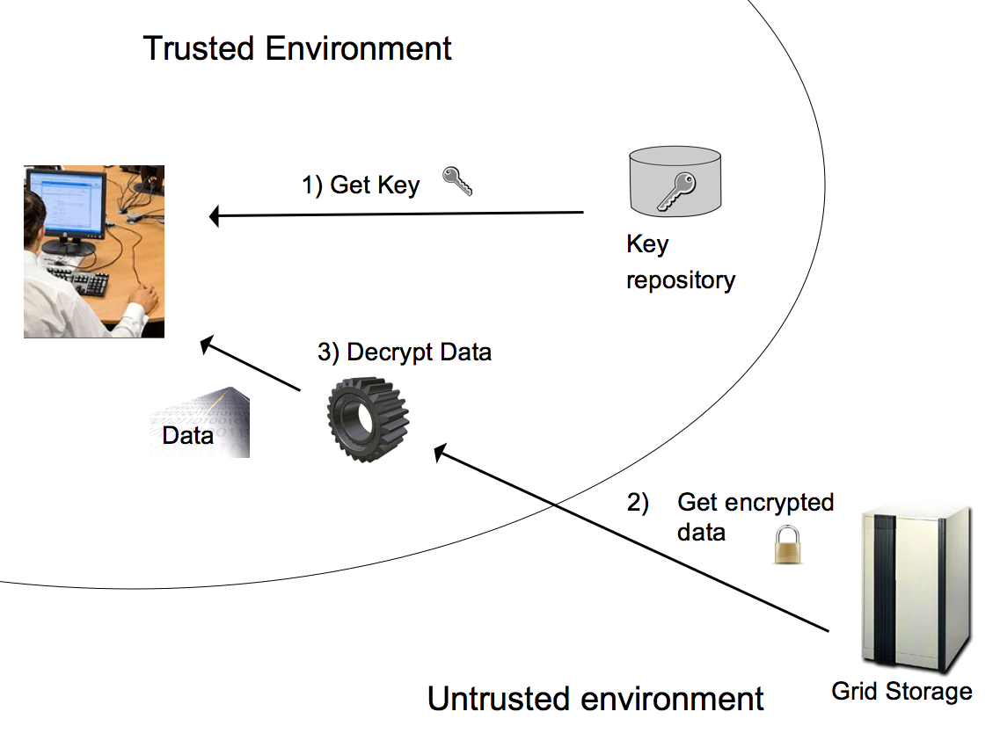 Trusted Environment
1) Get Key
Key
repository
3) Decrypt Data
Data
2) Get encrypted
data
Grid Storage
Untrusted environment